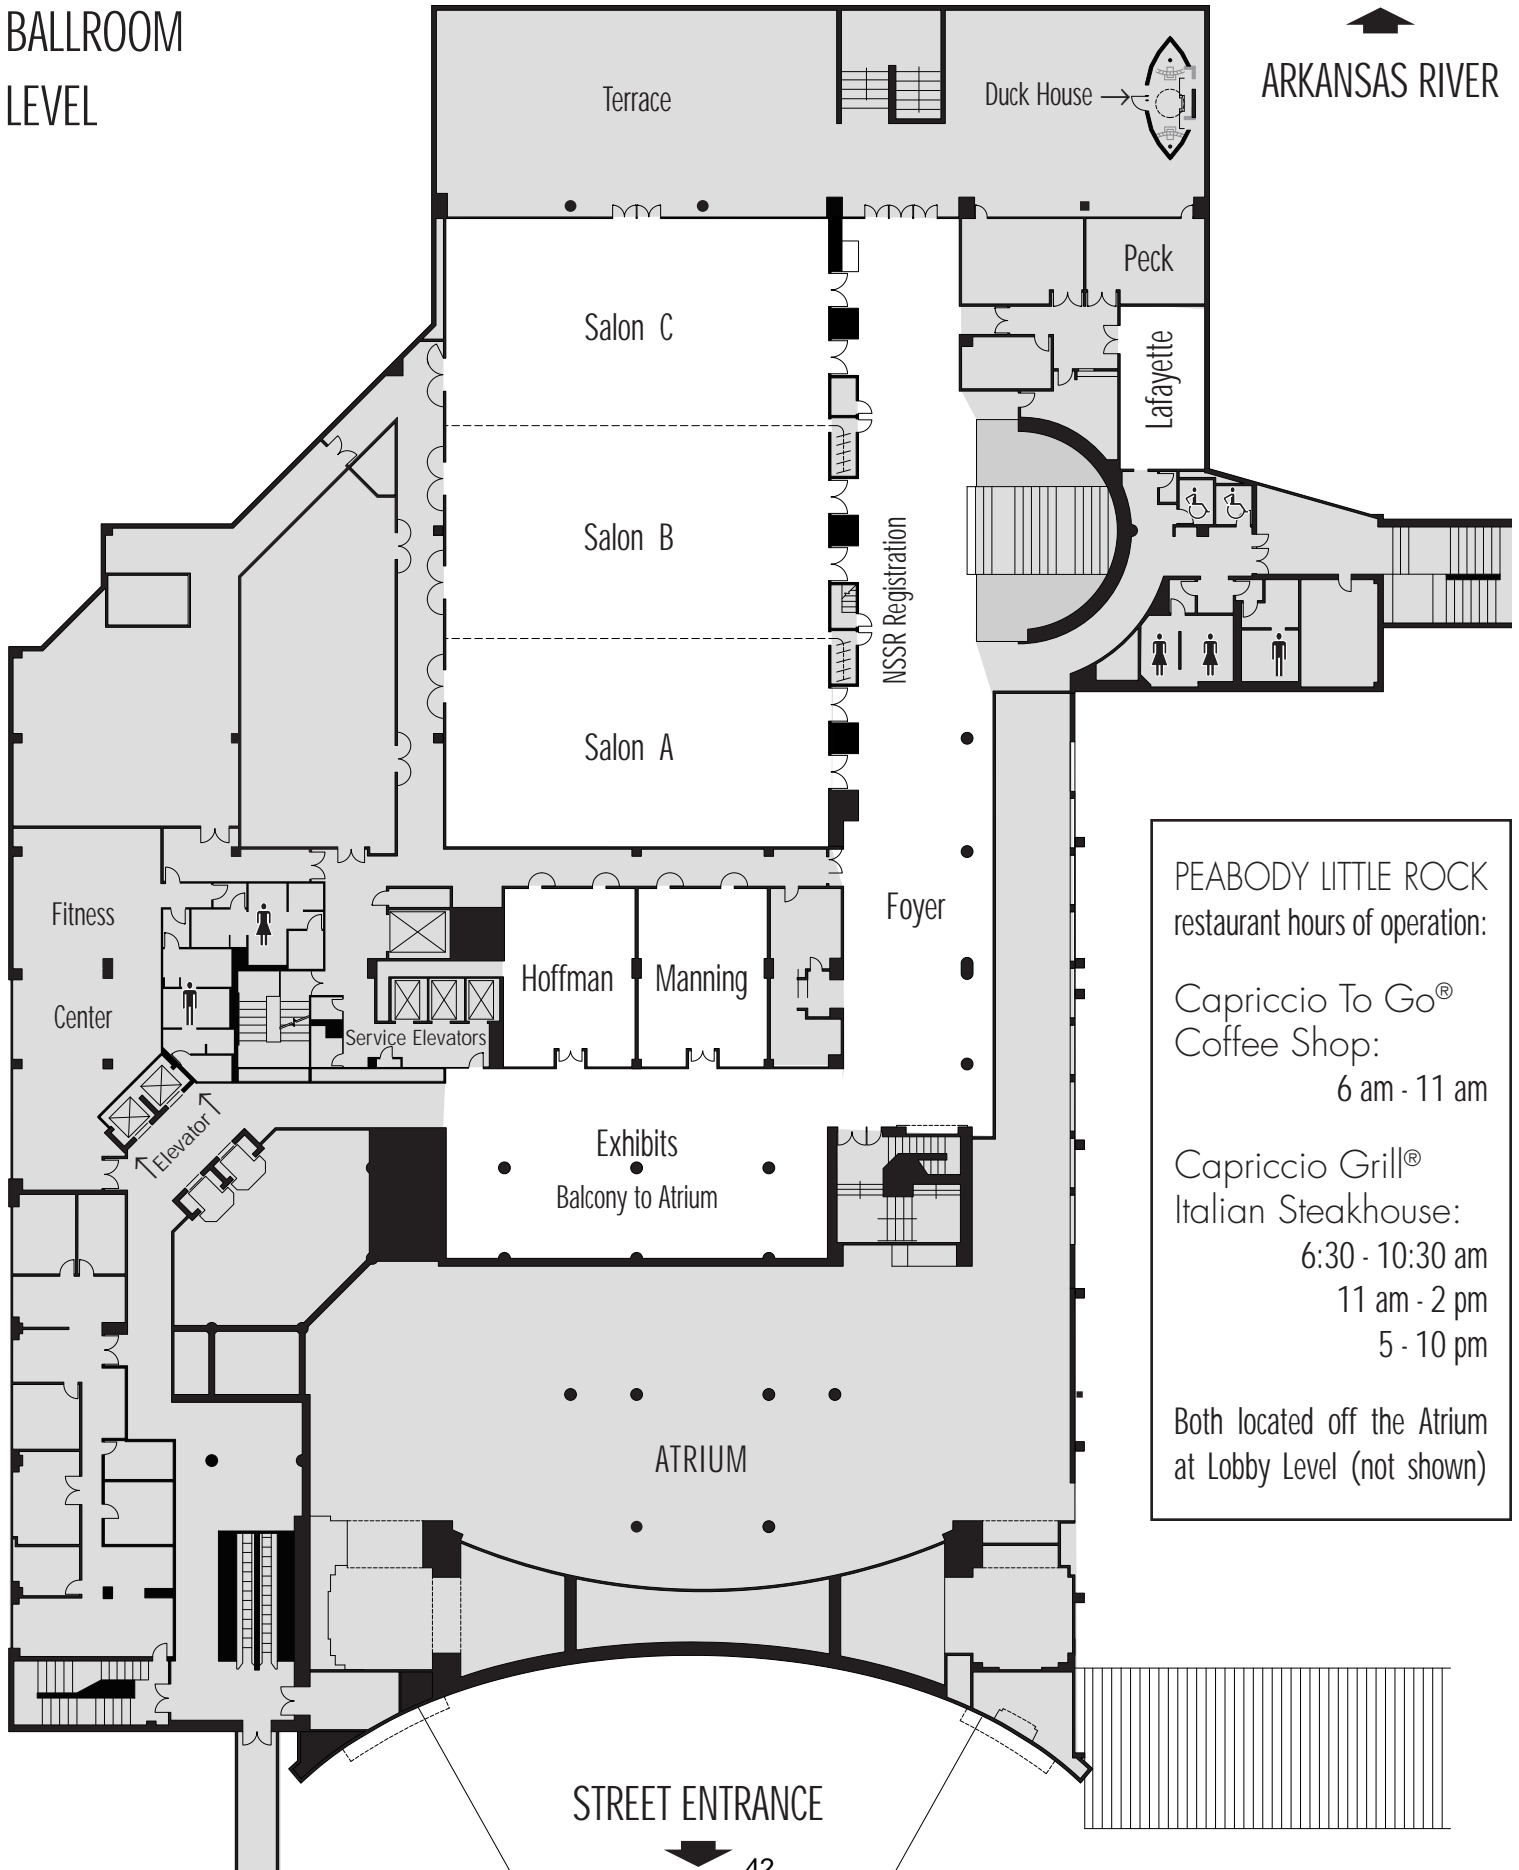 BALLROOM
LEVEL
ARKANSAS RIVER
Terrace
Duck House
Peck
Salon C
Lafayette
Salon B
NSSR Registration
Salon A
Foyer
Fitness
Center
Hoffman
Manning
Service Elevators
Elevator
Exhibits
Balcony to Atrium
ATRIUM
PEABODY LITTLE ROCK
restaurant hours of operation:
Capriccio To Go®
Coffee Shop:
6 am - 11 am
Capriccio Grill®
Italian Steakhouse:
6:30 - 10:30 am
11 am - 2 pm
5 - 10 pm
Both located off the Atrium
at Lobby Level (not shown)
STREET ENTRANCE
42